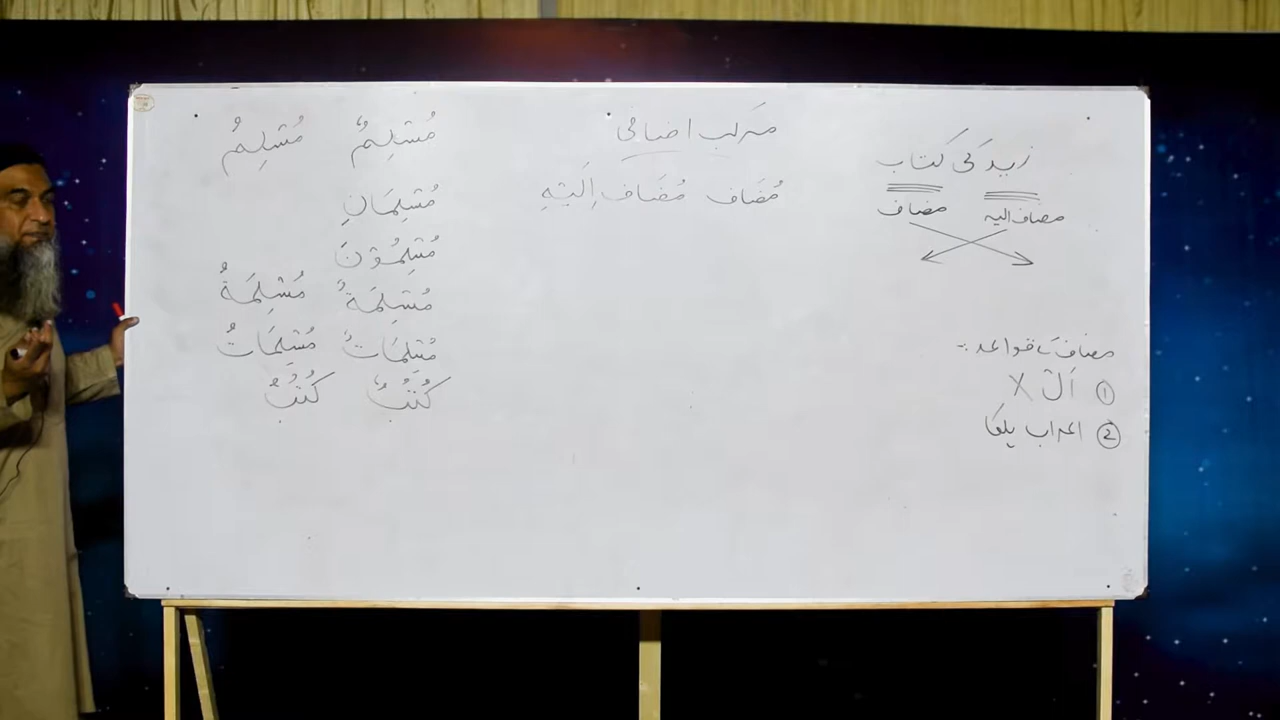 مرکب اضافی
مُضَاف مُضَاف اِلَیْہِ
زید کی کتاب
مضاف الیہ مضاف
مضاف کے قواعد :-
① اَلْ X
② اعراب ہلکا
مُسْلِمٌ مُسْلِمُ
مُسْلِمَانِ
مُسْلِمُوْنَ
مُسْلِمَةٌ مُسْلِمَةُ
مُسْلِمَاتٌ مُسْلِمَاتُ
كُتُبٌ كُتُبُ